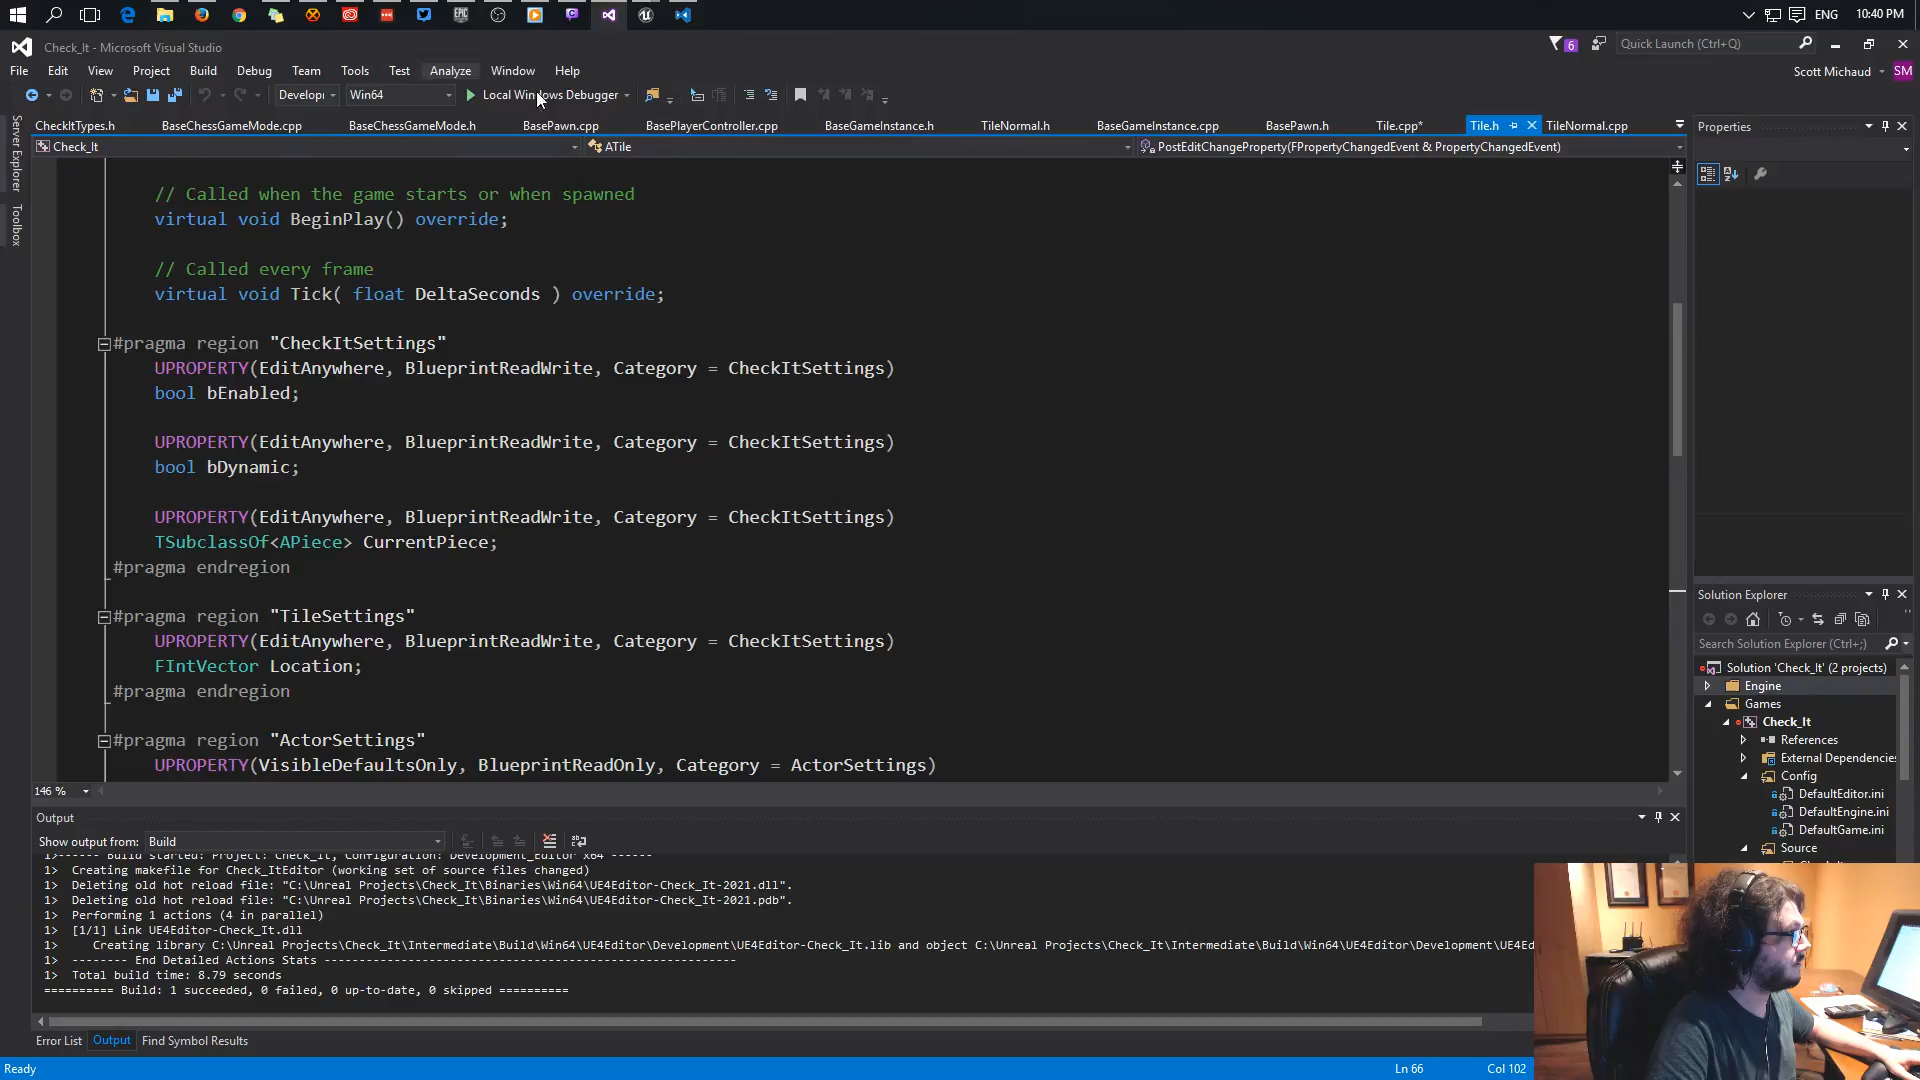 ENG
10:40 PM
Check_It - Microsoft Visual Studio
6
Quick Launch (Ctrl+Q)
File Edit View Project Build Debug Team Tools Test Analyze Window Help
Scott Michaud
SM
Develop Win64 Local Windows Debugger
CheckItTypes.h BaseChessGameMode.cpp BaseChessGameMode.h BasePawn.cpp BasePlayerController.cpp BaseGameInstance.h TileNormal.h BaseGameInstance.cpp BasePawn.h Tile.cpp* Tile.h TileNormal.cpp
Check_It ATile PostEditChangeProperty(FPropertyChangedEvent & PropertyChangedEvent)
Server Explorer
Toolbox
// Called when the game starts or when spawned
virtual void BeginPlay() override;
// Called every frame
virtual void Tick( float DeltaSeconds ) override;
#pragma region "CheckItSettings"
UPROPERTY(EditAnywhere, BlueprintReadWrite, Category = CheckItSettings)
bool bEnabled;
UPROPERTY(EditAnywhere, BlueprintReadWrite, Category = CheckItSettings)
bool bDynamic;
UPROPERTY(EditAnywhere, BlueprintReadWrite, Category = CheckItSettings)
TSubclassOf<APiece> CurrentPiece;
#pragma endregion
#pragma region "TileSettings"
UPROPERTY(EditAnywhere, BlueprintReadWrite, Category = CheckItSettings)
FIntVector Location;
#pragma endregion
#pragma region "ActorSettings"
UPROPERTY(VisibleDefaultsOnly, BlueprintReadOnly, Category = ActorSettings)
146 %
Properties
Solution Explorer
Search Solution Explorer (Ctrl+;)
Solution 'Check_It' (2 projects)
Engine
Games
Check_It
References
External Dependencies
Config
DefaultEditor.ini
DefaultEngine.ini
DefaultGame.ini
Source
Output
Show output from: Build
1>------ Build started: Project: Check_It, Configuration: Development_Editor x64 ------
1> Creating makefile for Check_ItEditor (working set of source files changed)
1> Deleting old hot reload file: "C:\Unreal Projects\Check_It\Binaries\Win64\UE4Editor-Check_It-2021.dll".
1> Deleting old hot reload file: "C:\Unreal Projects\Check_It\Binaries\Win64\UE4Editor-Check_It-2021.pdb".
1> Performing 1 actions (4 in parallel)
1> [1/1] Link UE4Editor-Check_It.dll
1> Creating library C:\Unreal Projects\Check_It\Intermediate\Build\Win64\UE4Editor\Development\UE4Editor-Check_It.lib and object C:\Unreal Projects\Check_It\Intermediate\Build\Win64\UE4Editor\Development\UE4Ed
1> -------- End Detailed Actions Stats -----------------------------------------------------------
1> Total build time: 8.79 seconds
========== Build: 1 succeeded, 0 failed, 0 up-to-date, 0 skipped ==========
Error List Output Find Symbol Results
Ready
Ln 66
Col 102